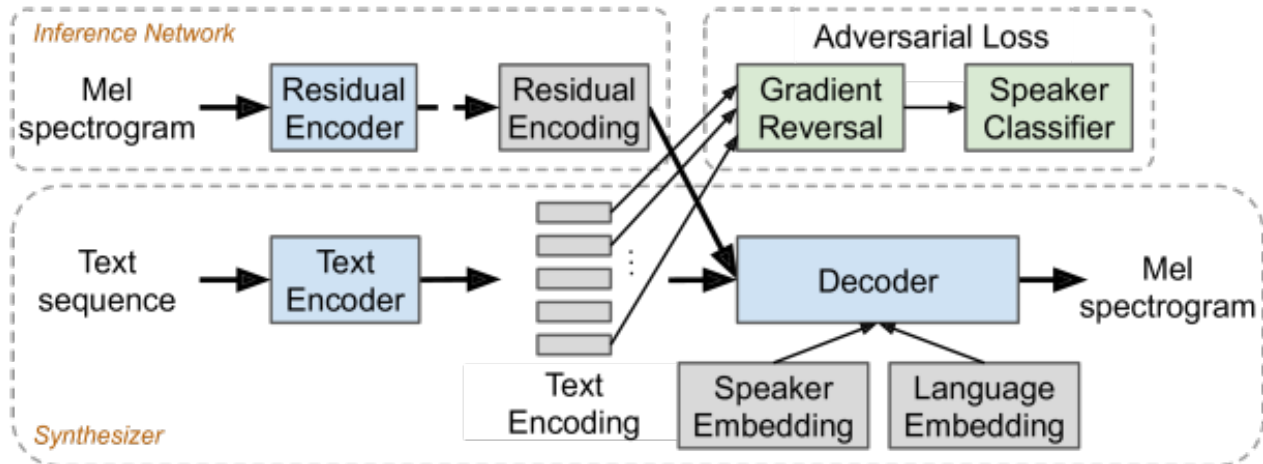 Inference Network
Mel
spectrogram
Residual
Encoder
Residual
Encoding
Adversarial Loss
Gradient
Reversal
Speaker
Classifier
Text
sequence
Text
Encoder
...
Text
Encoding
Decoder
Mel
spectrogram
Speaker
Embedding
Language
Embedding
Synthesizer